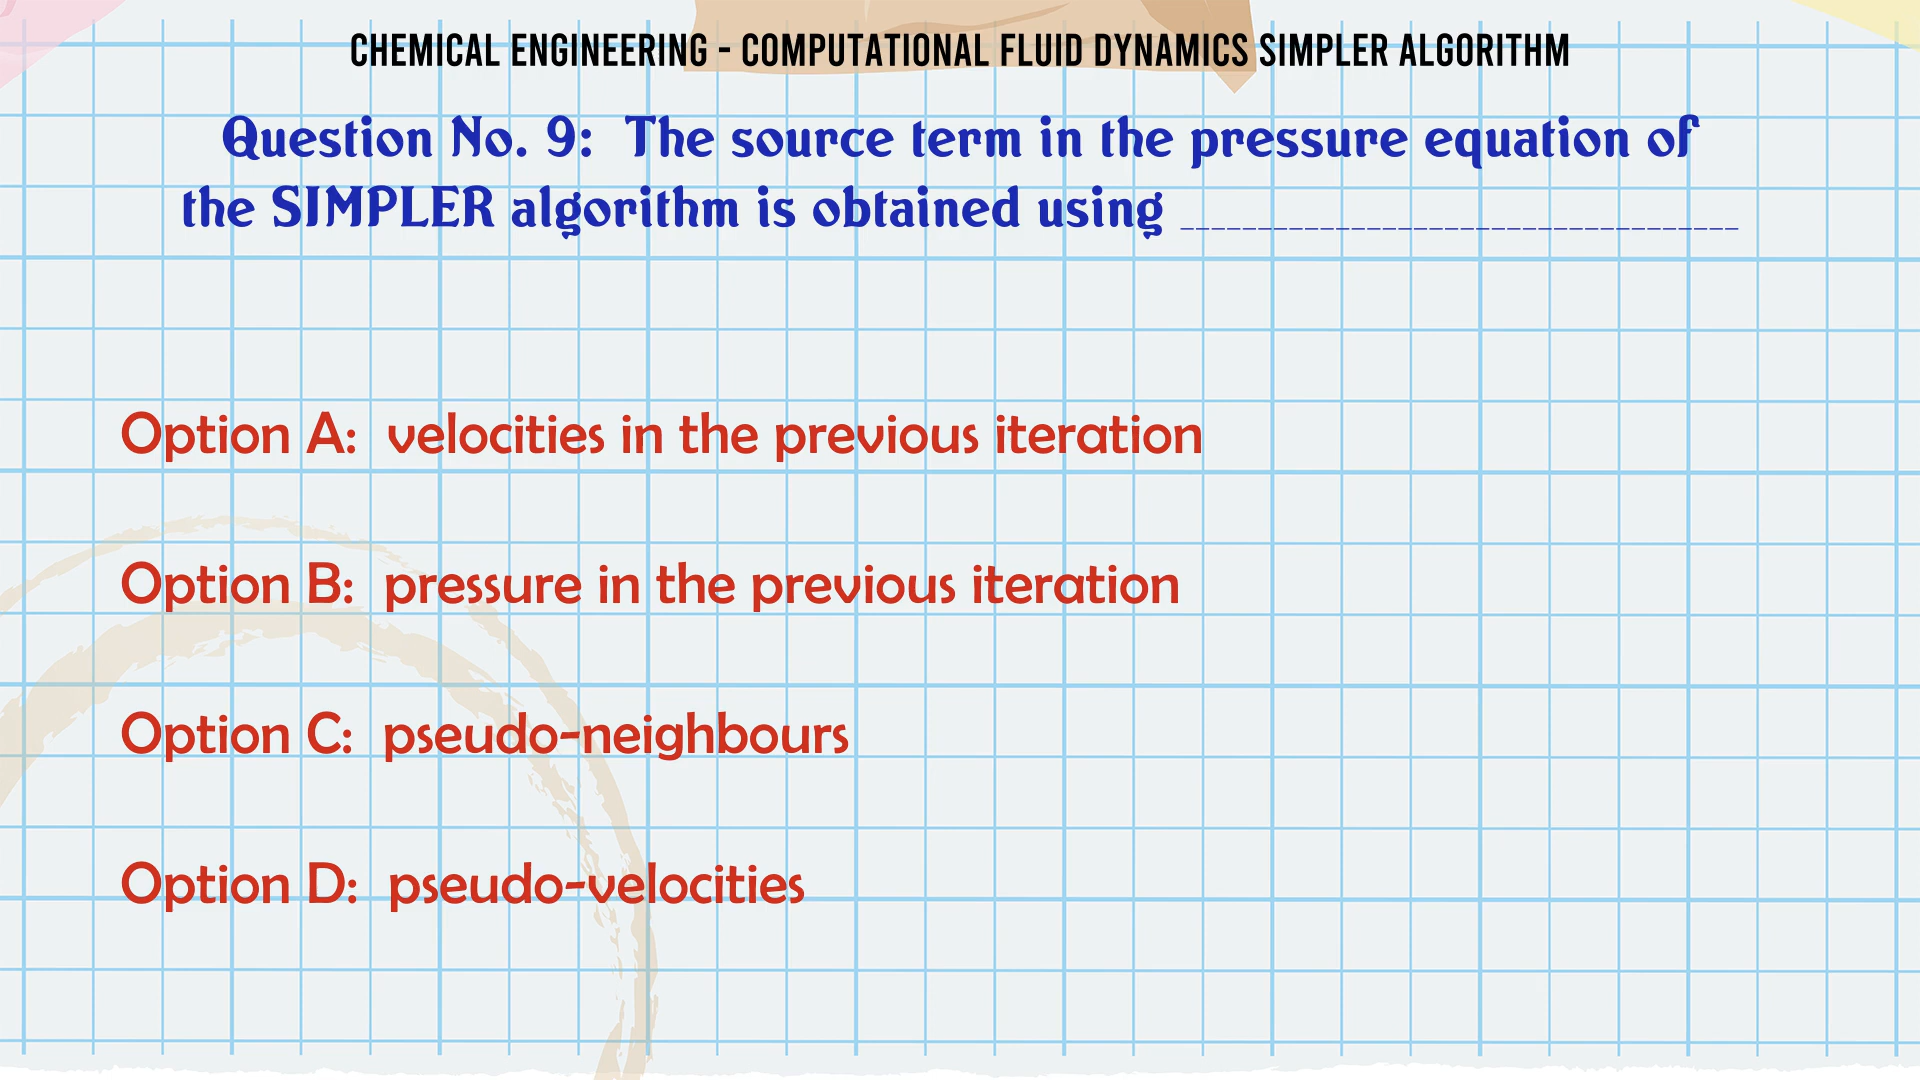 CHEMICAL ENGINEERING - COMPUTATIONAL FLUID DYNAMICS SIMPLER ALGORITHM
Question No. 9: The source term in the pressure equation of
the SIMPLER algorithm is obtained using ____________________________________
Option A: velocities in the previous iteration
Option B: pressure in the previous iteration
Option C: pseudo-neighbours
Option D: pseudo-velocities